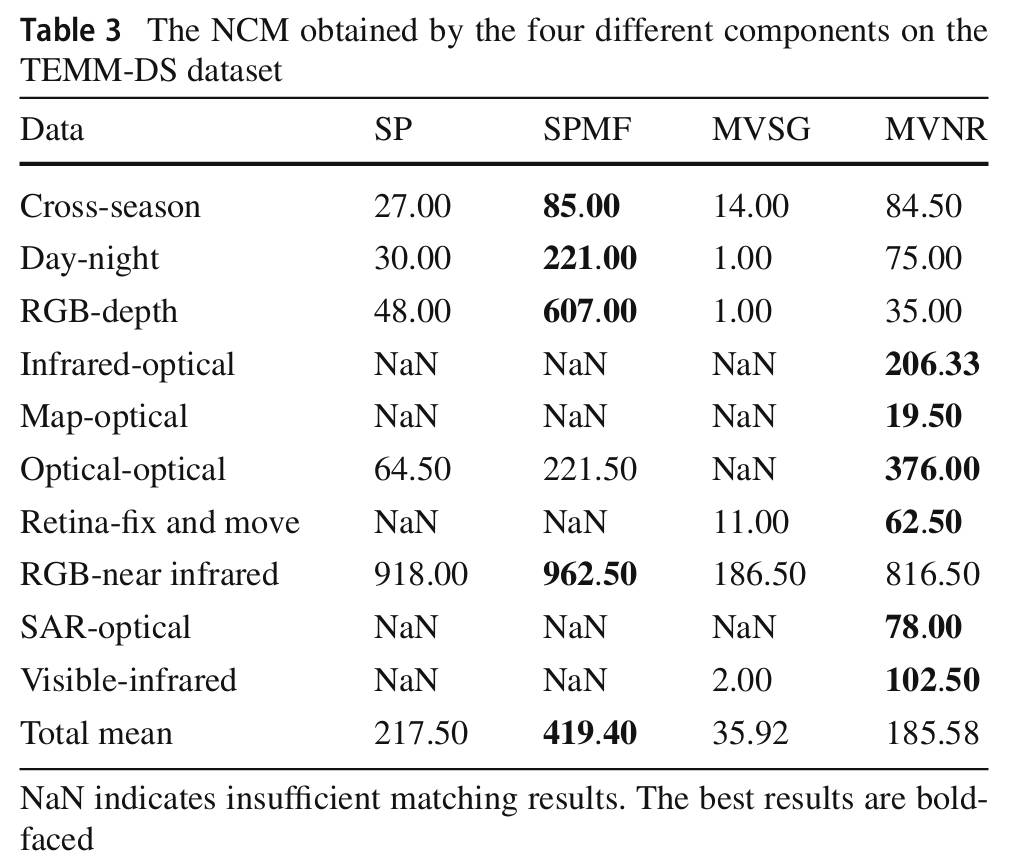 Table 3 The NCM obtained by the four different components on the
TEMM-DS dataset
Data SP SPMF MVSG MVNR
Cross-season 27.00 85.00 14.00 84.50
Day-night 30.00 221.00 1.00 75.00
RGB-depth 48.00 607.00 1.00 35.00
Infrared-optical NaN NaN NaN 206.33
Map-optical NaN NaN NaN 19.50
Optical-optical 64.50 221.50 NaN 376.00
Retina-fix and move NaN NaN 11.00 62.50
RGB-near infrared 918.00 962.50 186.50 816.50
SAR-optical NaN NaN NaN 78.00
Visible-infrared NaN NaN 2.00 102.50
Total mean 217.50 419.40 35.92 185.58
NaN indicates insufficient matching results. The best results are bold-
faced